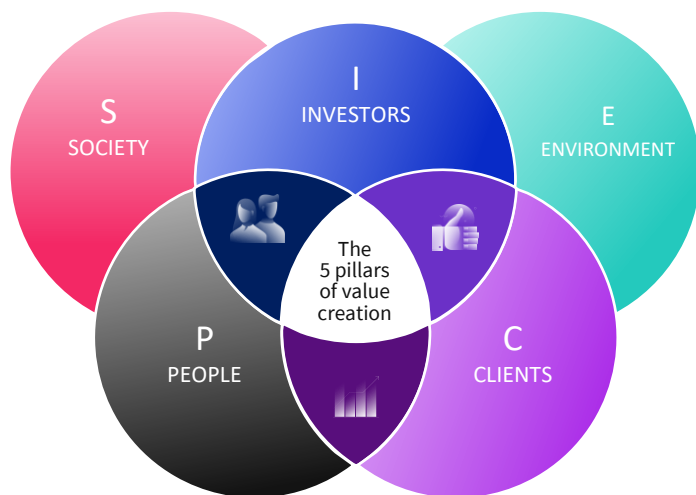 S
SOCIETY
I
INVESTORS
E
ENVIRONMENT
The
5 pillars
of value
creation
P
PEOPLE
C
CLIENTS